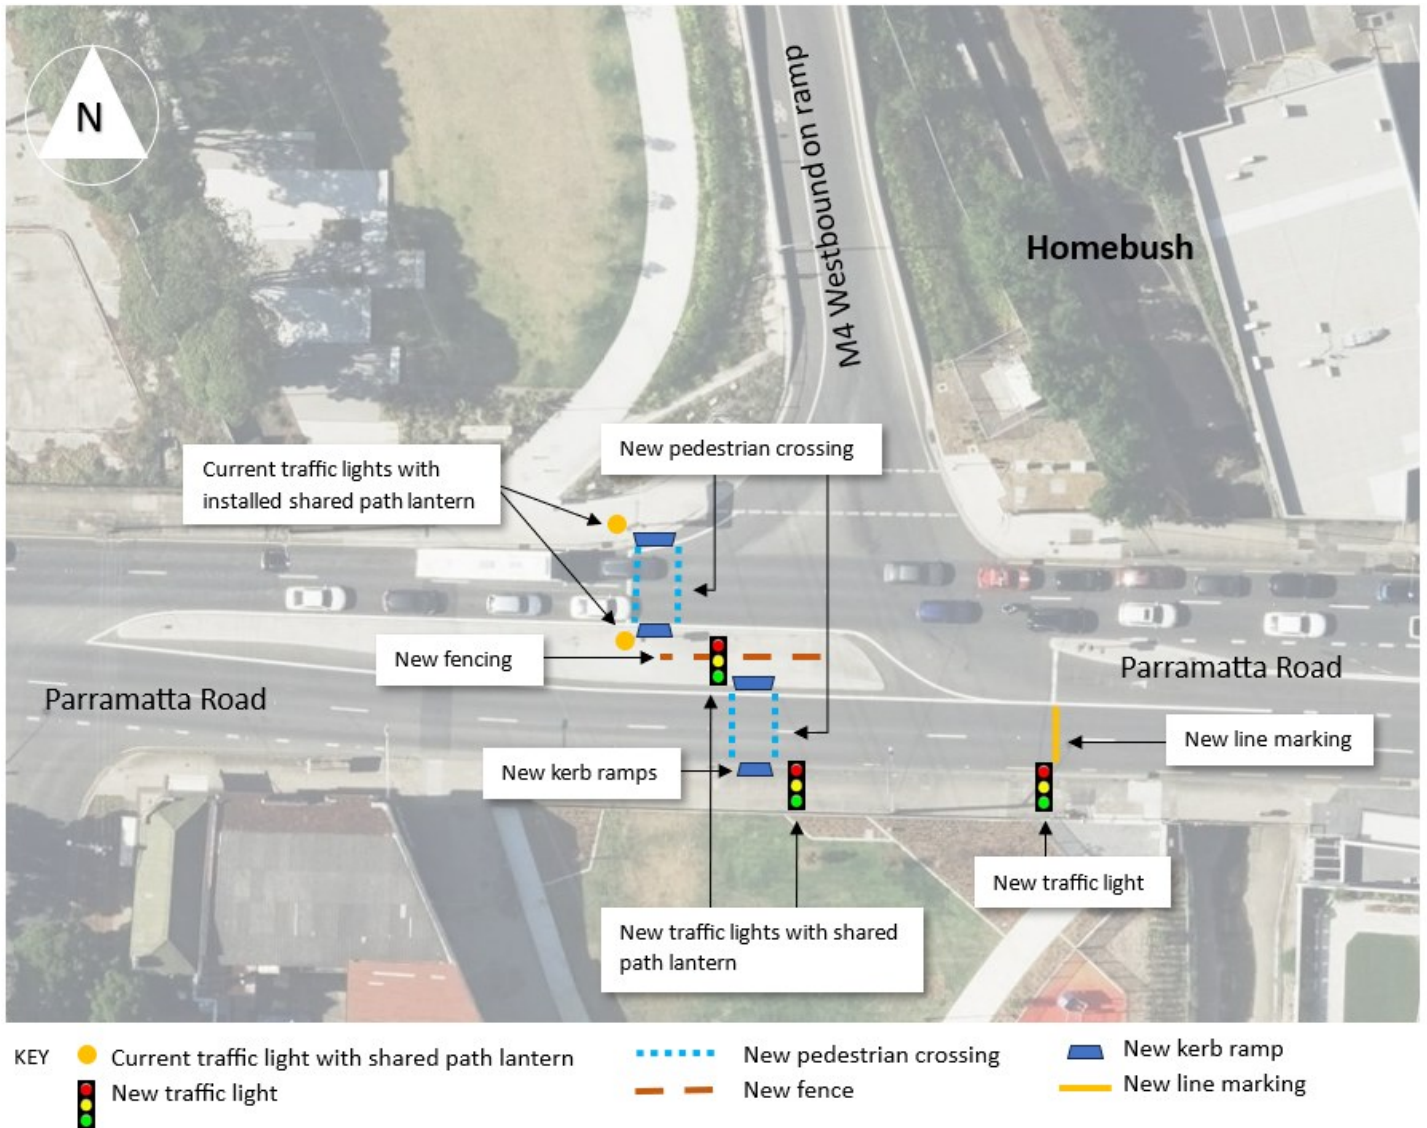 N
M4 Westbound on ramp
Homebush
New pedestrian crossing
Current traffic lights with
installed shared path lantern
New fencing
Parramatta Road
Parramatta Road
New line marking
New kerb ramps
New traffic light
New traffic lights with shared
path lantern
KEY
Current traffic light with shared path lantern
New pedestrian crossing
New kerb ramp
New traffic light
New fence
New line marking